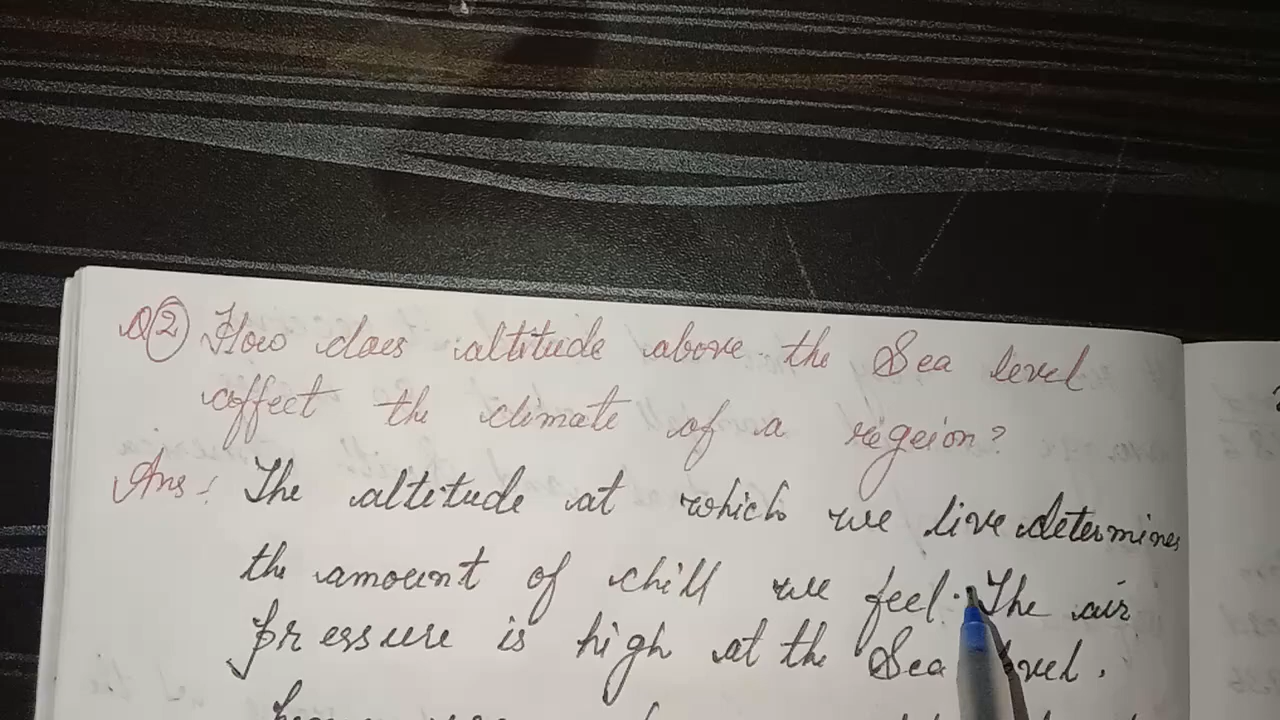 Q② How does altitude above the Sea level
affect the climate of a rigeion?
Ans: The altitude at which we live determines
the amount of chill we feel. The air
pressure is high at the Sea level.